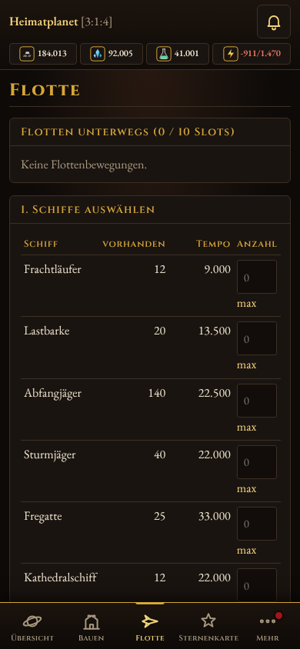 Heimatplanet [3:1:4]
184.013 92.005 41.001 -911/1.470
Flotte
Flotten unterwegs (0 / 10 Slots)
Keine Flottenbewegungen.
1. Schiffe auswählen
Schiff vorhanden Tempo Anzahl
Frachtläufer 12 9.000 0
max
Lastbarke 20 13.500 0
max
Abfangjäger 140 22.500 0
max
Sturmjäger 40 22.000 0
max
Fregatte 25 33.000 0
max
Kathedralschiff 12 22.000 0
Übersicht Bauen Flotte Sternenkarte Mehr